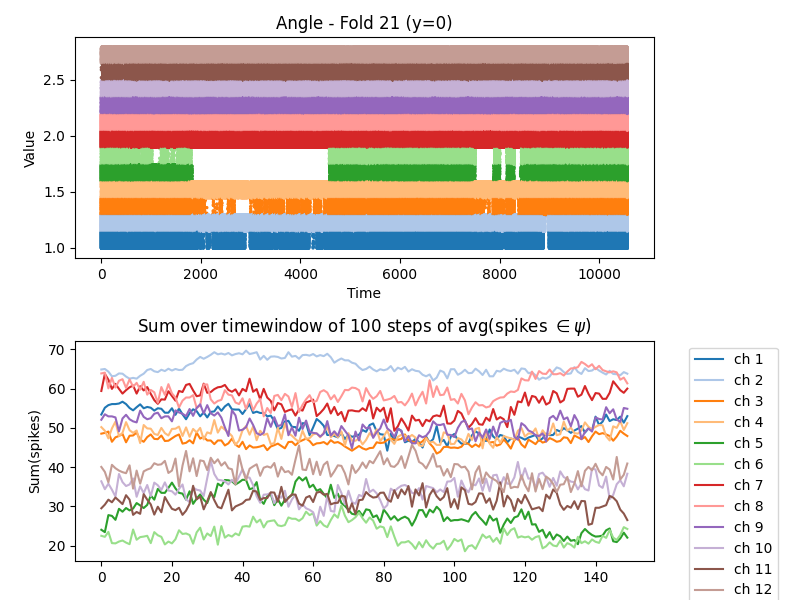 Angle - Fold 21 (y=0)
Value
2.5
2.0
1.5
1.0
0 2000 4000 6000 8000 10000
Time
Sum over timewindow of 100 steps of avg(spikes ∈ ψ)
Sum(spikes)
70
60
50
40
30
20
0 20 40 60 80 100 120 140
ch 1
ch 2
ch 3
ch 4
ch 5
ch 6
ch 7
ch 8
ch 9
ch 10
ch 11
ch 12